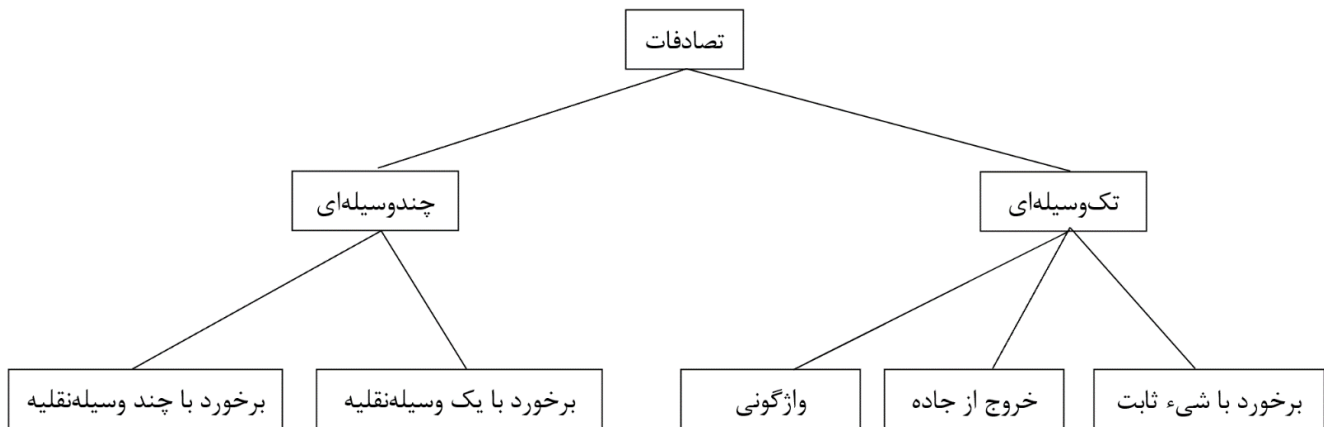 تصادفات
تک‌وسیله‌ای
چندوسیله‌ای
برخورد با شیء ثابت
خروج از جاده
واژگونی
برخورد با یک وسیله‌نقلیه
برخورد با چند وسیله‌نقلیه